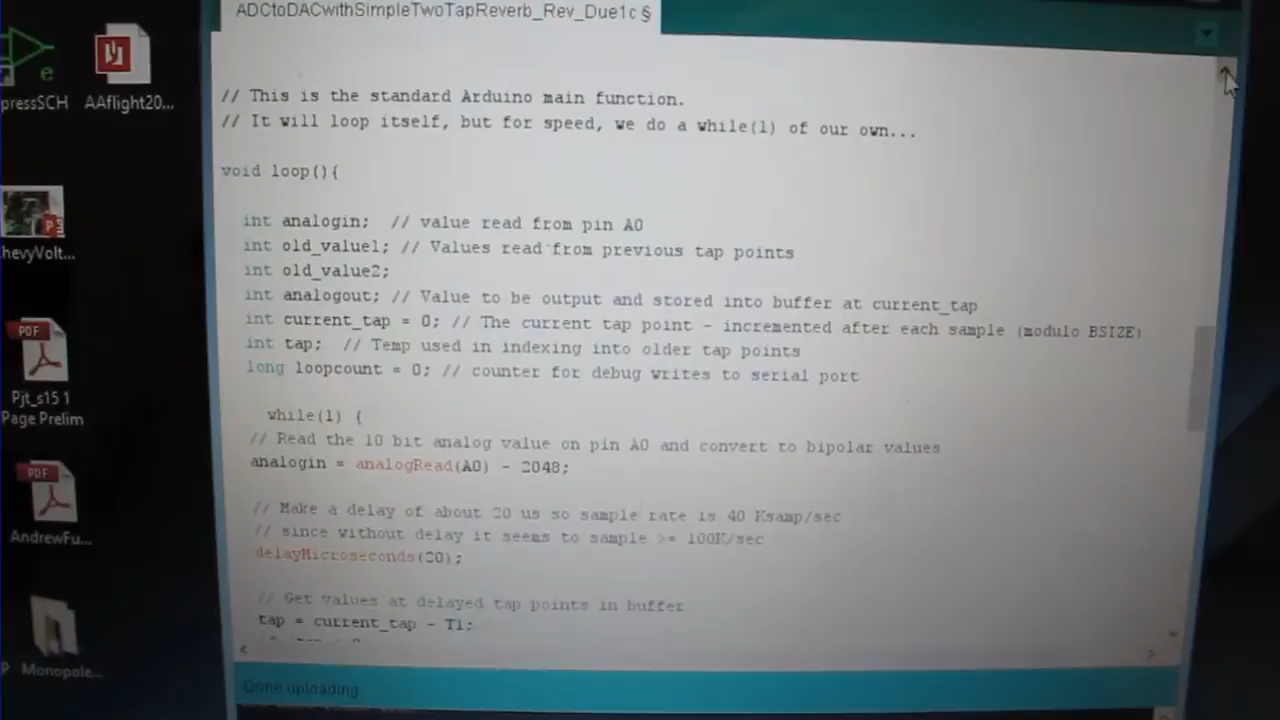 ADCtoDACwithSimpleTwoTapReverb_Rev_Due1c §
pressSCH
AAflight20...
hevyVolt...
PDF
Pjt_s15 1
Page Prelim
PDF
AndrewFu...
Monopole...
// This is the standard Arduino main function.
// It will loop itself, but for speed, we do a while(1) of our own...
void loop(){
int analogin; // value read from pin A0
int old_value1; // Values read from previous tap points
int old_value2;
int analogout; // Value to be output and stored into buffer at current_tap
int current_tap = 0; // The current tap point - incremented after each sample (modulo BSIZE)
int tap; // Temp used in indexing into older tap points
long loopcount = 0; // counter for debug writes to serial port
while(1) {
// Read the 10 bit analog value on pin A0 and convert to bipolar values
analogin = analogRead(A0) - 2048;
// Make a delay of about 20 us so sample rate is 40 Ksamp/sec
// since without delay it seems to sample >= 100K/sec
delayMicroseconds(20);
// Get values at delayed tap points in buffer
tap = current_tap - T1;
Done uploading.